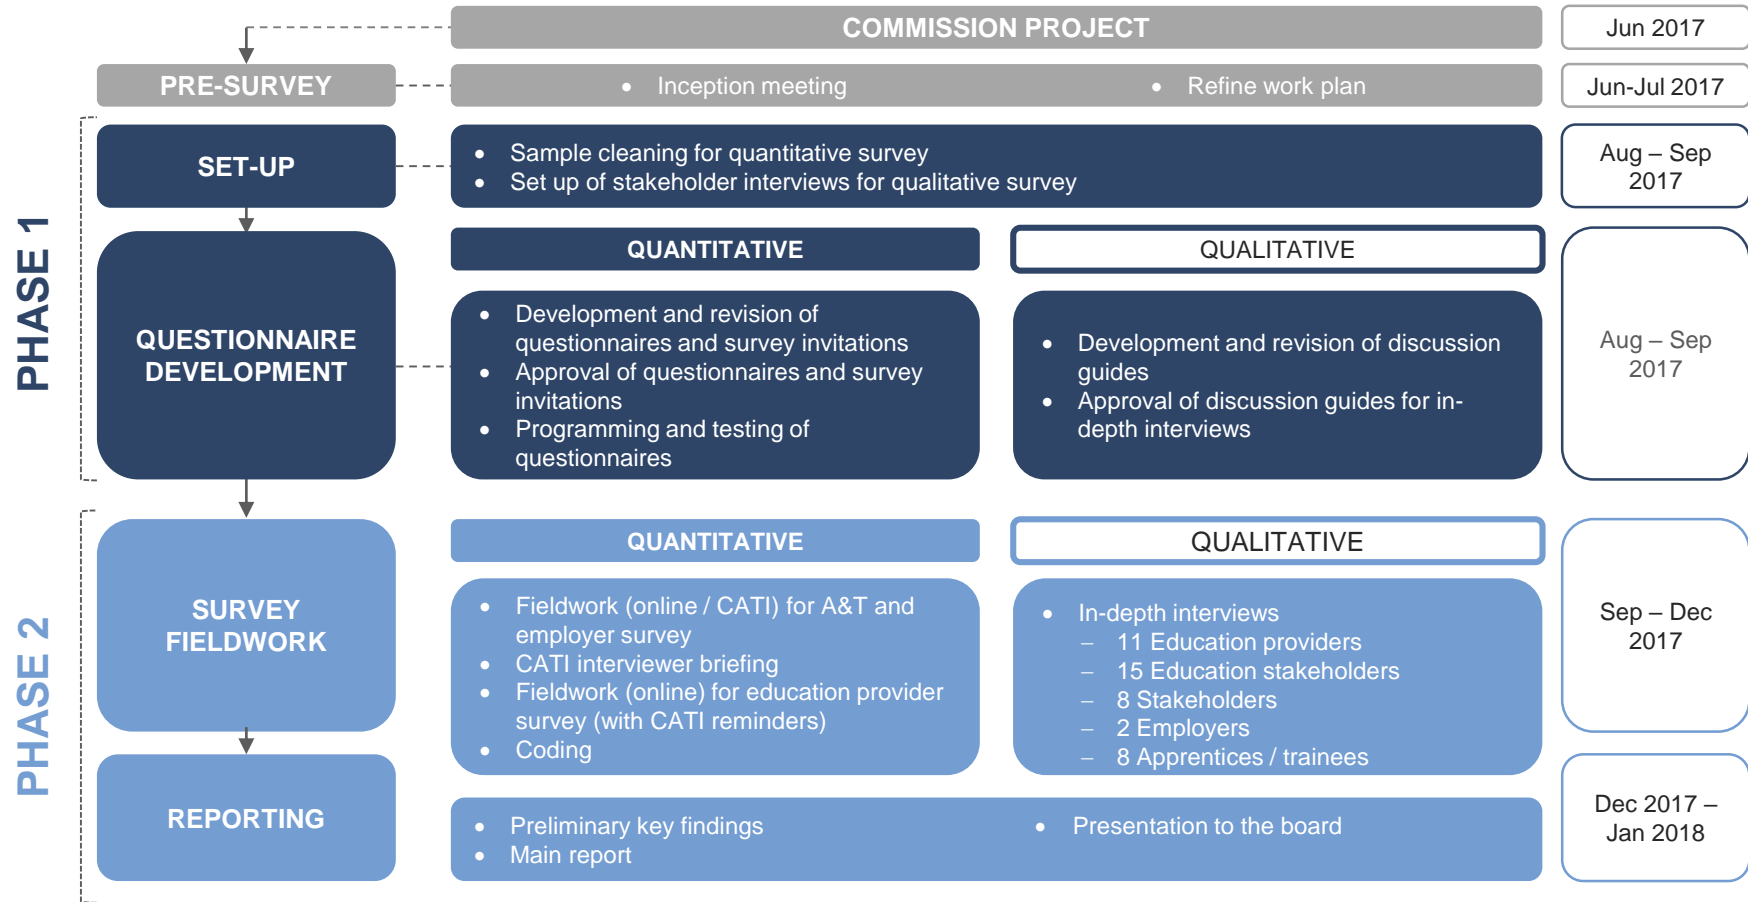 COMMISSION PROJECT
Jun 2017
PRE-SURVEY
• Inception meeting
• Refine work plan
Jun-Jul 2017
PHASE 1
SET-UP
• Sample cleaning for quantitative survey
• Set up of stakeholder interviews for qualitative survey
Aug – Sep
2017
QUESTIONNAIRE
DEVELOPMENT
QUANTITATIVE
• Development and revision of
questionnaires and survey invitations
• Approval of questionnaires and survey
invitations
• Programming and testing of
questionnaires
QUALITATIVE
• Development and revision of discussion
guides
• Approval of discussion guides for in-
depth interviews
Aug – Sep
2017
PHASE 2
SURVEY
FIELDWORK
QUANTITATIVE
• Fieldwork (online / CATI) for A&T and
employer survey
• CATI interviewer briefing
• Fieldwork (online) for education provider
survey (with CATI reminders)
• Coding
QUALITATIVE
• In-depth interviews
– 11 Education providers
– 15 Education stakeholders
– 8 Stakeholders
– 2 Employers
– 8 Apprentices / trainees
Sep – Dec
2017
REPORTING
• Preliminary key findings
• Main report
• Presentation to the board
Dec 2017 –
Jan 2018